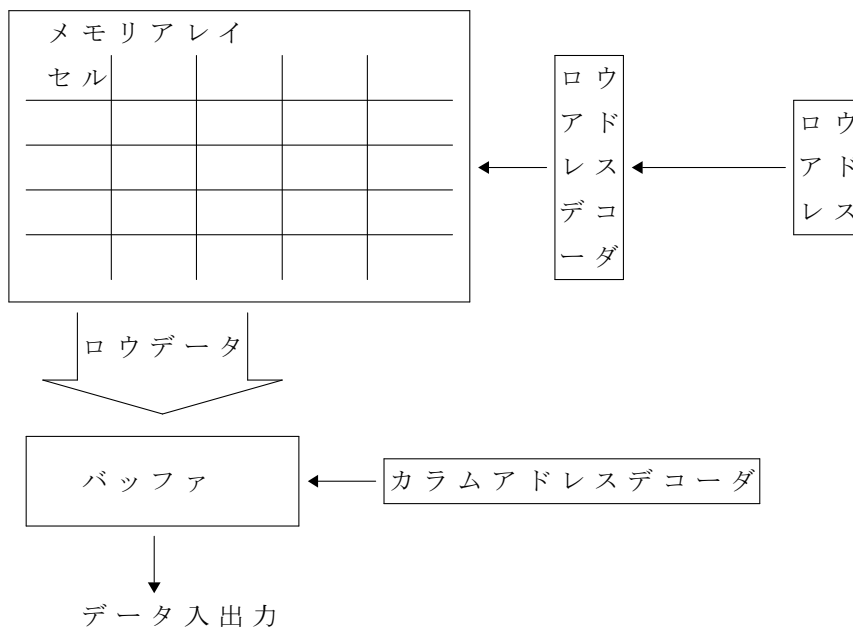 メモリアレイ
セル
ロウ
アド
レス
デコ
ーダ
ロウ
アド
レス
ロウデータ
バッファ
カラムアドレスデコーダ
データ入出力